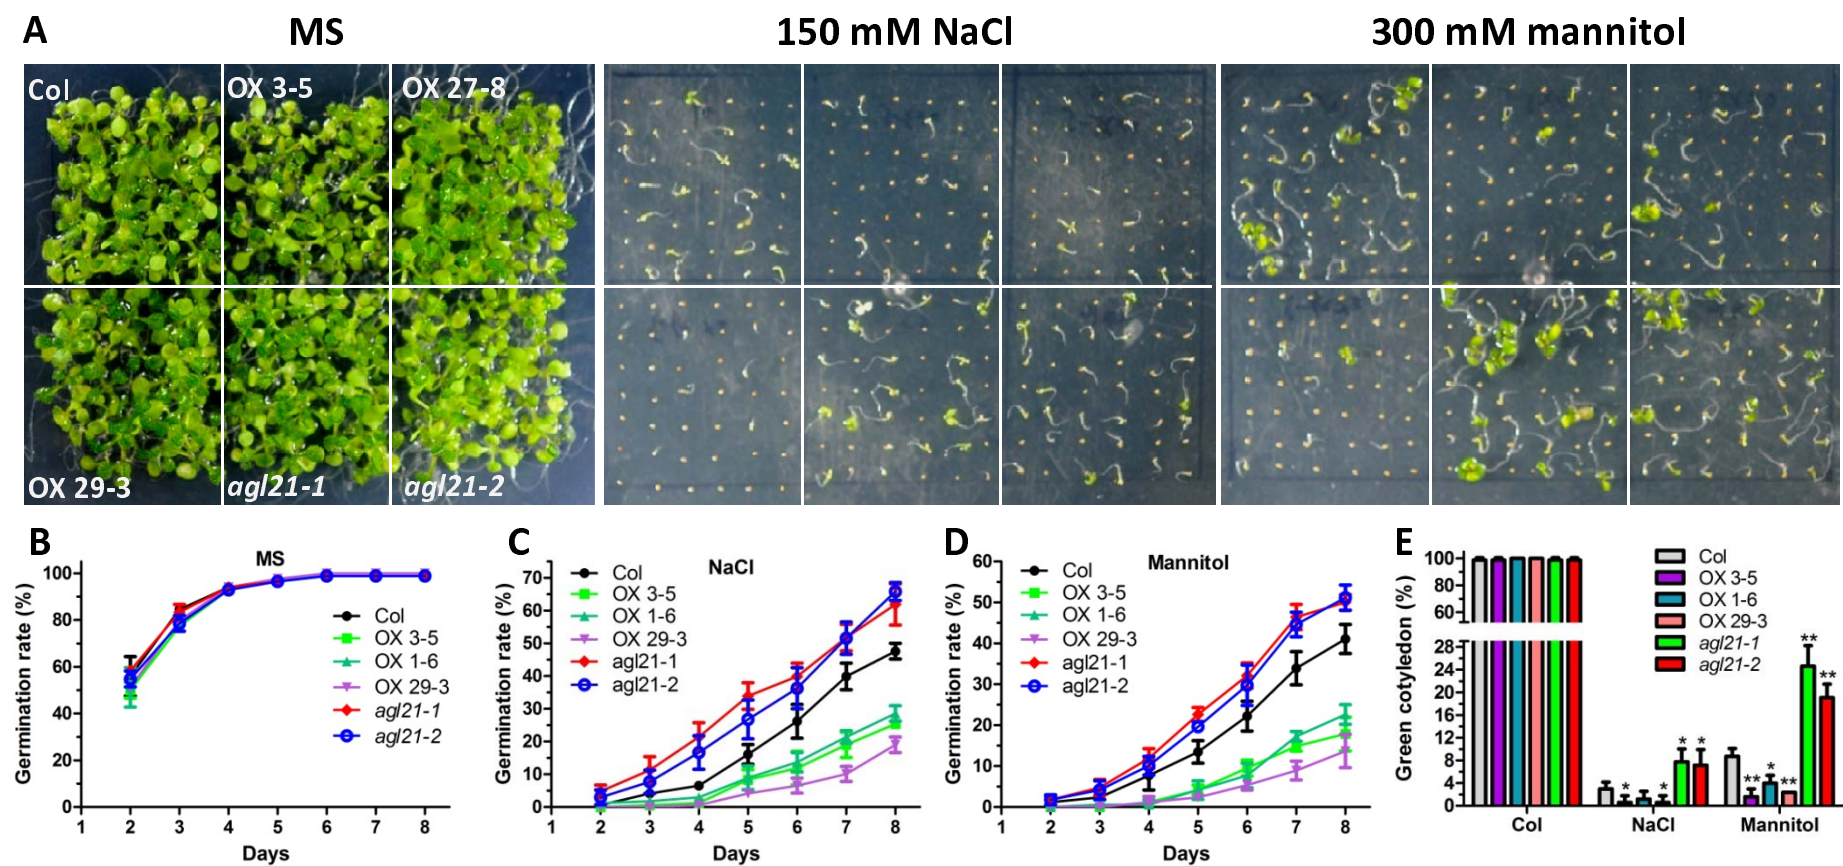 A
MS
150 mM NaCl
300 mM mannitol
Col
OX 3-5
OX 27-8
OX 29-3
agl21-1
agl21-2
B
MS
Germination rate (%)
100
80
60
40
20
0
Col
OX 3-5
OX 1-6
OX 29-3
agl21-1
agl21-2
1 2 3 4 5 6 7 8
Days
C
NaCl
Germination rate (%)
70
60
50
40
30
20
10
0
Col
OX 3-5
OX 1-6
OX 29-3
agl21-1
agl21-2
1 2 3 4 5 6 7 8
Days
D
Mannitol
Germination rate (%)
60
50
40
30
20
10
0
Col
OX 3-5
OX 1-6
OX 29-3
agl21-1
agl21-2
1 2 3 4 5 6 7 8
Days
E
Green cotyledon (%)
100
80
60
28
24
20
16
12
8
4
0
Col
OX 3-5
OX 1-6
OX 29-3
agl21-1
agl21-2
* * * * ** * ** ** **
Col NaCl Mannitol